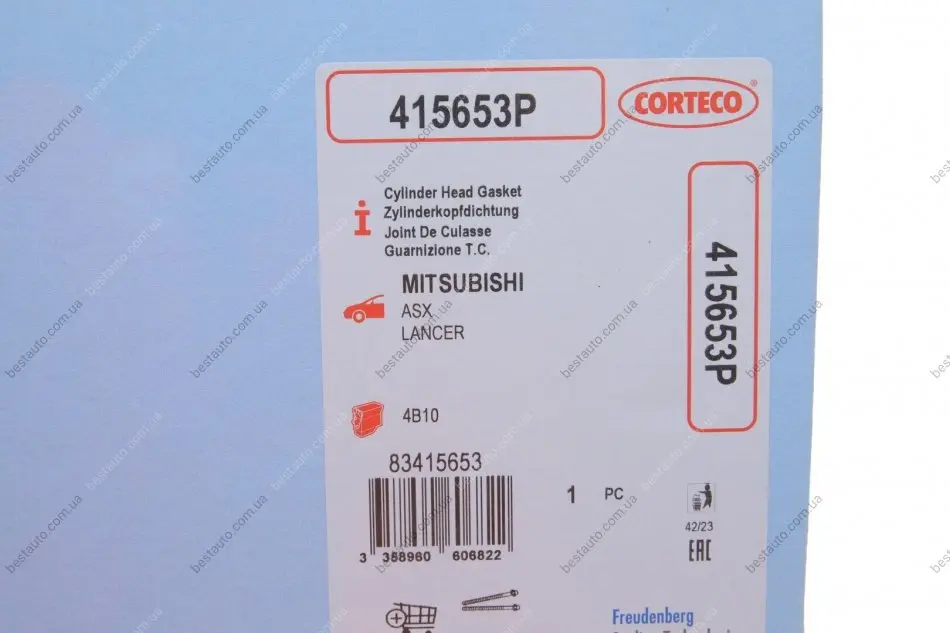 415653P
CORTECO
®
Cylinder Head Gasket
Zylinderkopfdichtung
Joint De Culasse
Guarnizione T.C.
MITSUBISHI
ASX
LANCER
415653P
4B10
83415653
1 PC
3 358960 606822
42/23
EAC
Freudenberg
bestauto.com.ua